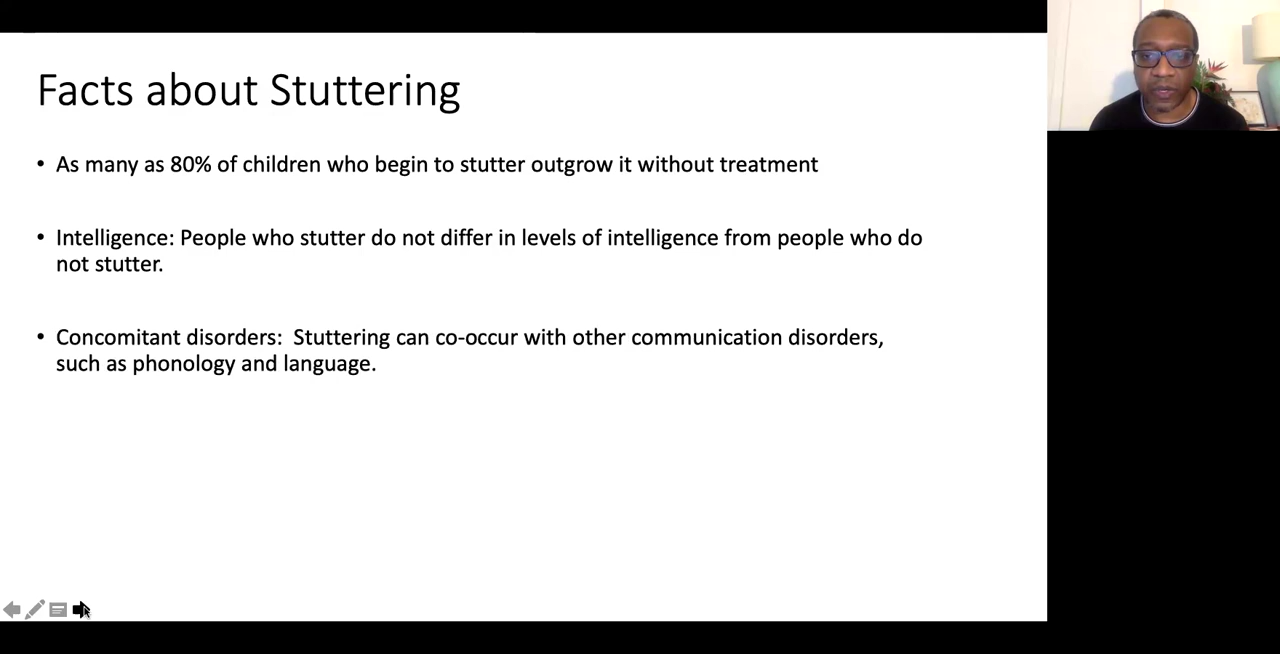 Facts about Stuttering
• As many as 80% of children who begin to stutter outgrow it without treatment
• Intelligence: People who stutter do not differ in levels of intelligence from people who do
not stutter.
• Concomitant disorders:  Stuttering can co-occur with other communication disorders,
such as phonology and language.